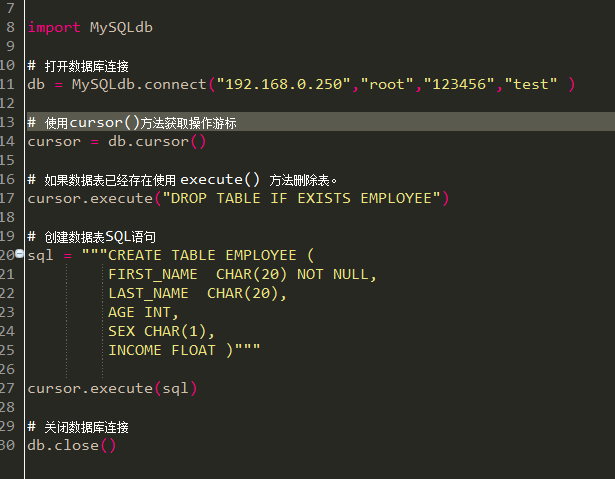 7
8 import MySQLdb
9
10 # 打开数据库连接
11 db = MySQLdb.connect("192.168.0.250","root","123456","test" )
12
13 # 使用cursor()方法获取操作游标
14 cursor = db.cursor()
15
16 # 如果数据表已经存在使用 execute() 方法删除表。
17 cursor.execute("DROP TABLE IF EXISTS EMPLOYEE")
18
19 # 创建数据表SQL语句
20 sql = """CREATE TABLE EMPLOYEE (
21          FIRST_NAME  CHAR(20) NOT NULL,
22          LAST_NAME  CHAR(20),
23          AGE INT,
24          SEX CHAR(1),
25          INCOME FLOAT )"""
26
27 cursor.execute(sql)
28
29 # 关闭数据库连接
30 db.close()